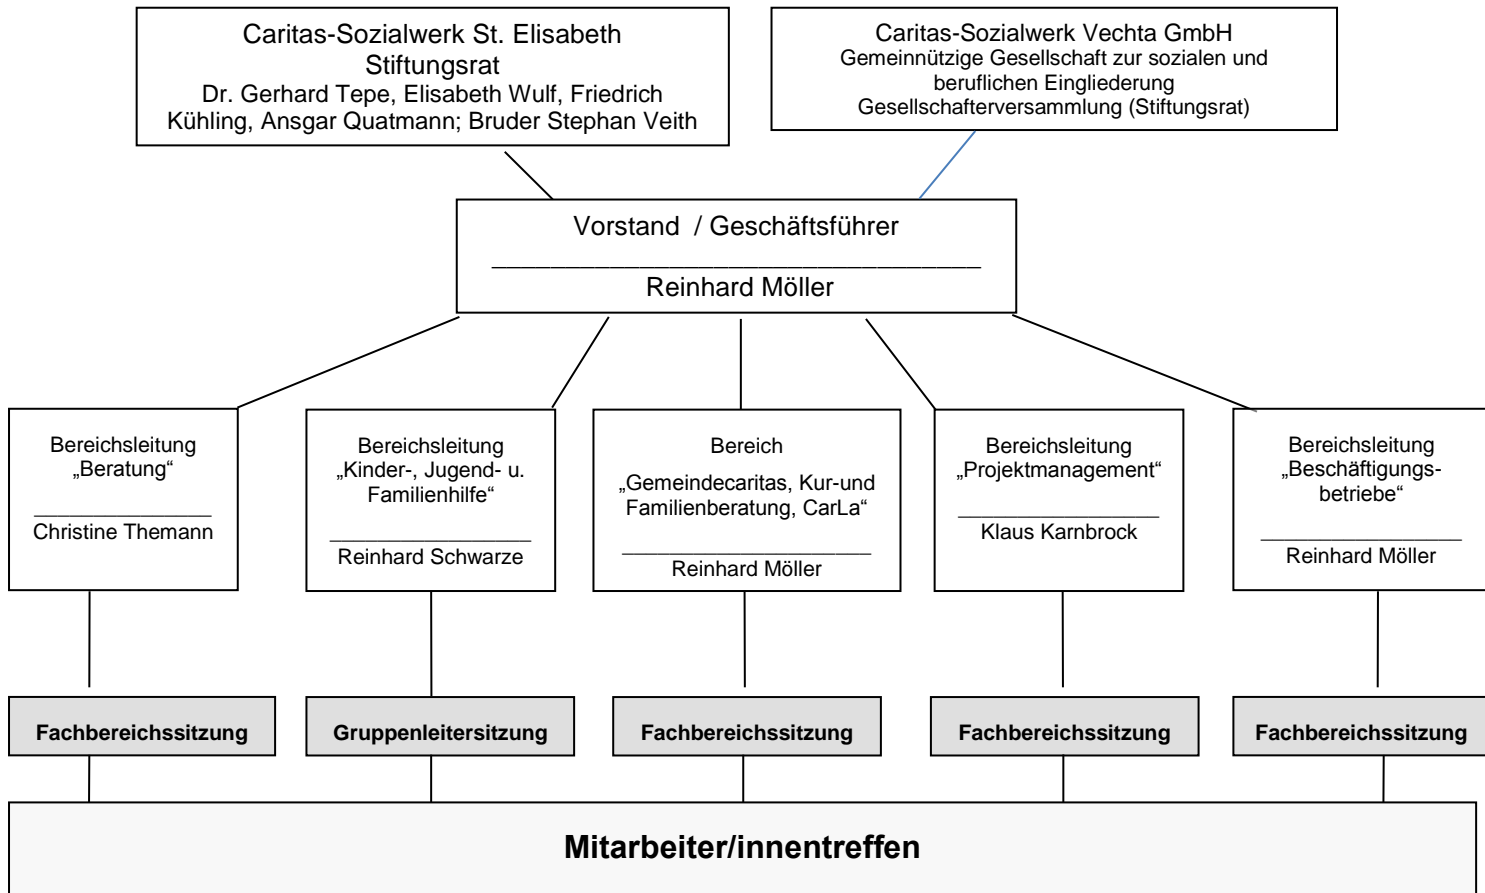 Caritas-Sozialwerk St. Elisabeth
Stiftungsrat
Dr. Gerhard Tepe, Elisabeth Wulf, Friedrich
Kühling, Ansgar Quatmann; Bruder Stephan Veith
Caritas-Sozialwerk Vechta GmbH
Gemeinnützige Gesellschaft zur sozialen und
beruflichen Eingliederung
Gesellschafterversammlung (Stiftungsrat)
Vorstand / Geschäftsführer
Reinhard Möller
Bereichsleitung
„Beratung“
Christine Themann
Bereichsleitung
„Kinder-, Jugend- u.
Familienhilfe“
Reinhard Schwarze
Bereich
„Gemeindecaritas, Kur-und
Familienberatung, CarLa“
Reinhard Möller
Bereichsleitung
„Projektmanagement“
Klaus Karnbrock
Bereichsleitung
„Beschäftigungs-
betriebe“
Reinhard Möller
Fachbereichssitzung
Gruppenleitersitzung
Fachbereichssitzung
Fachbereichssitzung
Fachbereichssitzung
Mitarbeiter/innentreffen